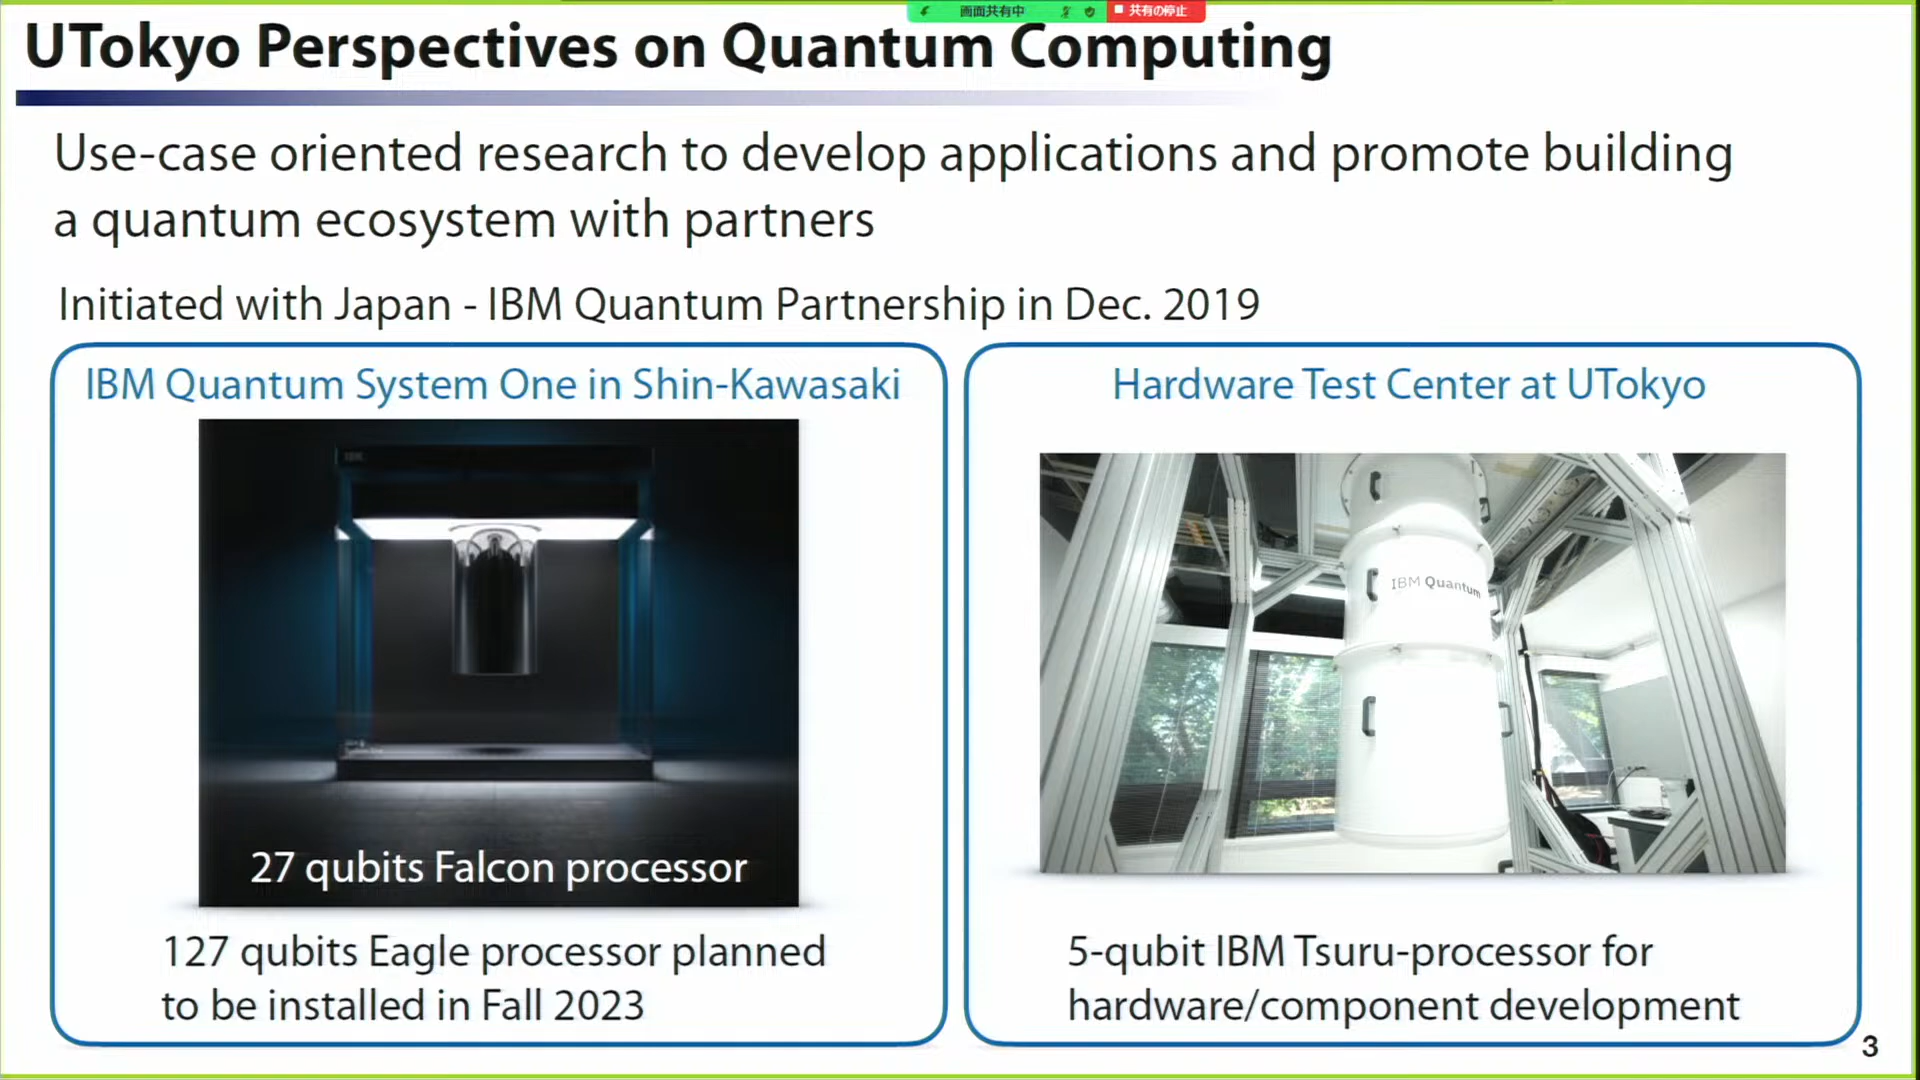 画面共有中
共有の停止
UTokyo Perspectives on Quantum Computing
Use-case oriented research to develop applications and promote building
a quantum ecosystem with partners
Initiated with Japan - IBM Quantum Partnership in Dec. 2019
IBM Quantum System One in Shin-Kawasaki
IBM
27 qubits Falcon processor
127 qubits Eagle processor planned
to be installed in Fall 2023
Hardware Test Center at UTokyo
IBM Quantum
5-qubit IBM Tsuru-processor for
hardware/component development
3